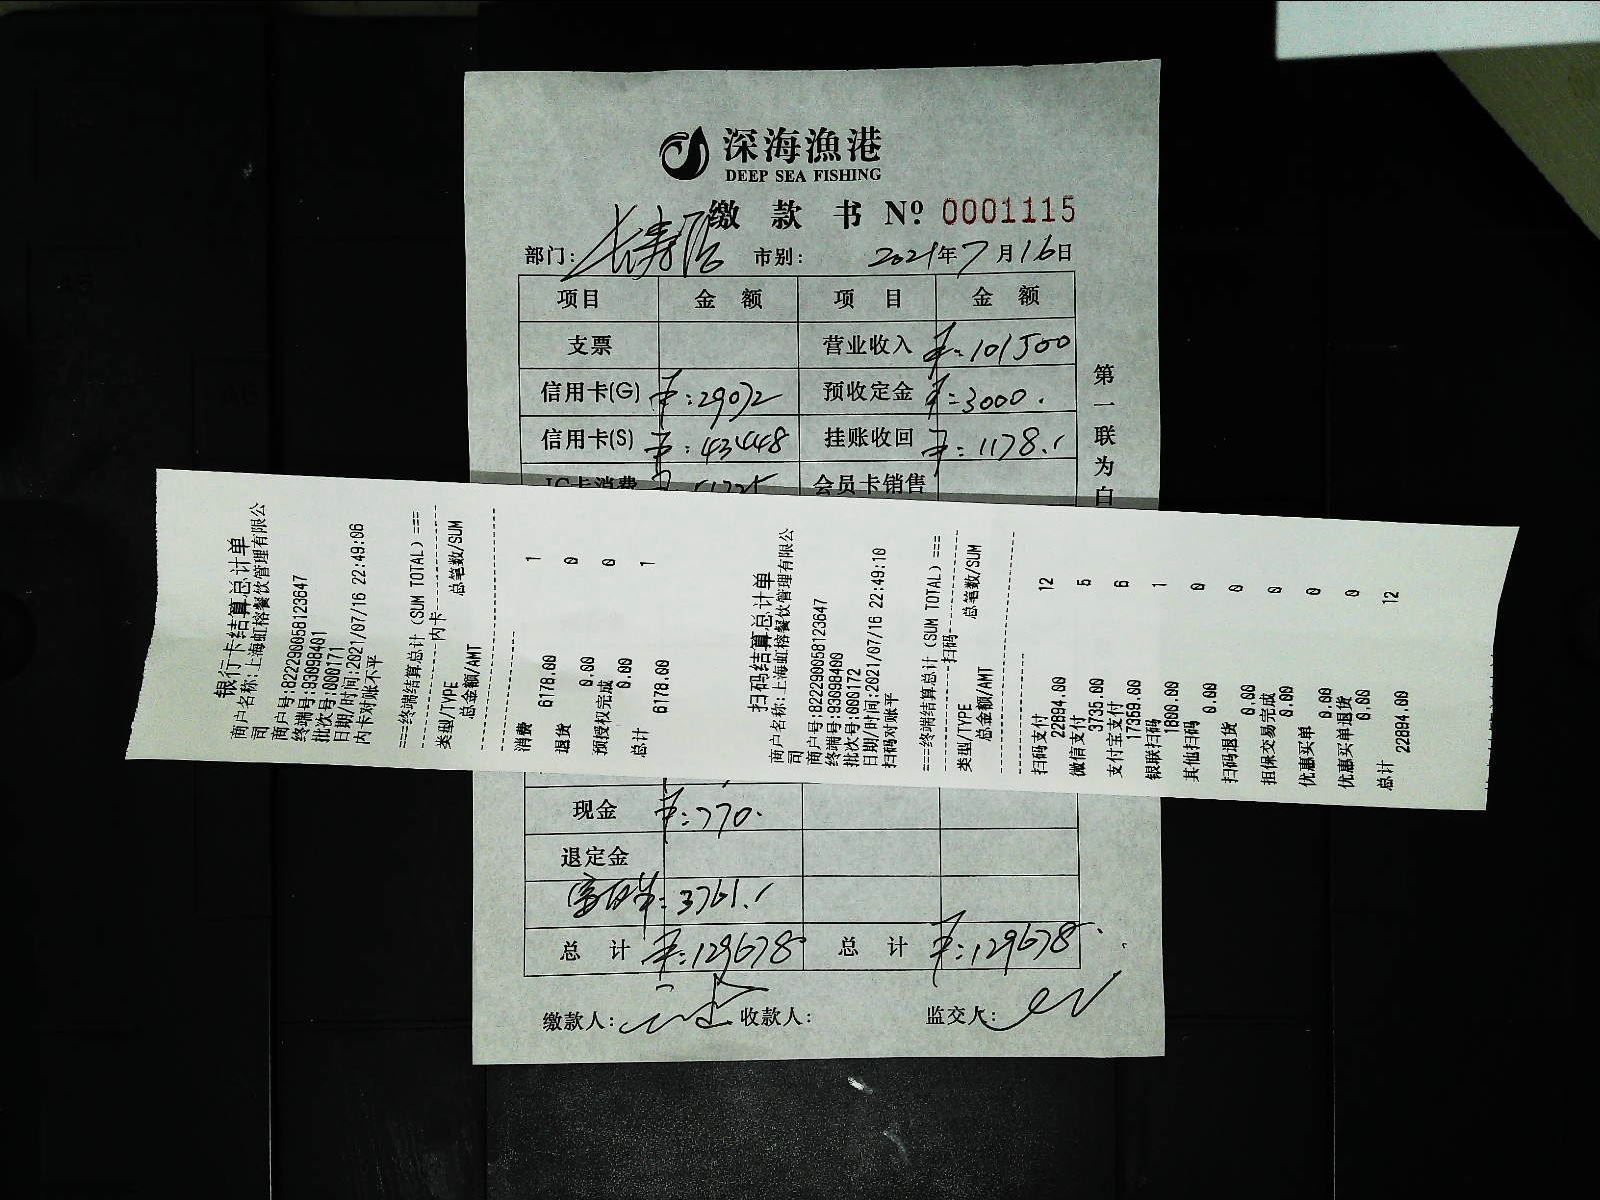 深海渔港
DEEP SEA FISHING
缴 款 书 Nº 0001115
部门: 长寿店 市别: 2021年7月16日
项目 金 额 项 目 金 额
支票 营业收入 ¥:101500
信用卡(G) ¥:29072 预收定金 ¥:3000.
信用卡(S) ¥:43448 挂账收回 ¥:1178.1
IC卡消费 会员卡销售
第一联为白
银行卡结算总计单
商户名称:上海虹榕餐饮管理有限公
司
商户号:822290058123647
终端号:93098401
批次号:000171
日期/时间:2021/07/16 22:49:06
内卡对账不平
===终端结算总计(SUM TOTAL)===
----------内卡----------
类型/TYPE 总笔数/SUM
总金额/AMT
消费 1
6178.00
退货 0
0.00
预授权完成 0
0.00
总计 1
6178.00
扫码结算总计单
商户名称:上海虹榕餐饮管理有限公
司
商户号:822290058123647
终端号:93098400
批次号:000172
日期/时间:2021/07/16 22:49:10
扫码对账平
===终端结算总计(SUM TOTAL)===
----------扫码----------
类型/TYPE 总笔数/SUM
总金额/AMT
扫码支付 12
22894.00
微信支付 5
3735.00
支付宝支付 6
17359.00
银联扫码 1
1800.00
其他扫码 0
0.00
扫码退货 0
0.00
担保交易完成 0
0.00
优惠买单 0
0.00
优惠买单退货 0
0.00
总计 12
22894.00
现金 ¥:770.
退定金
3761.1
总 计 ¥:129678 总 计 ¥:129678.
缴款人: 收款人: 监交人: